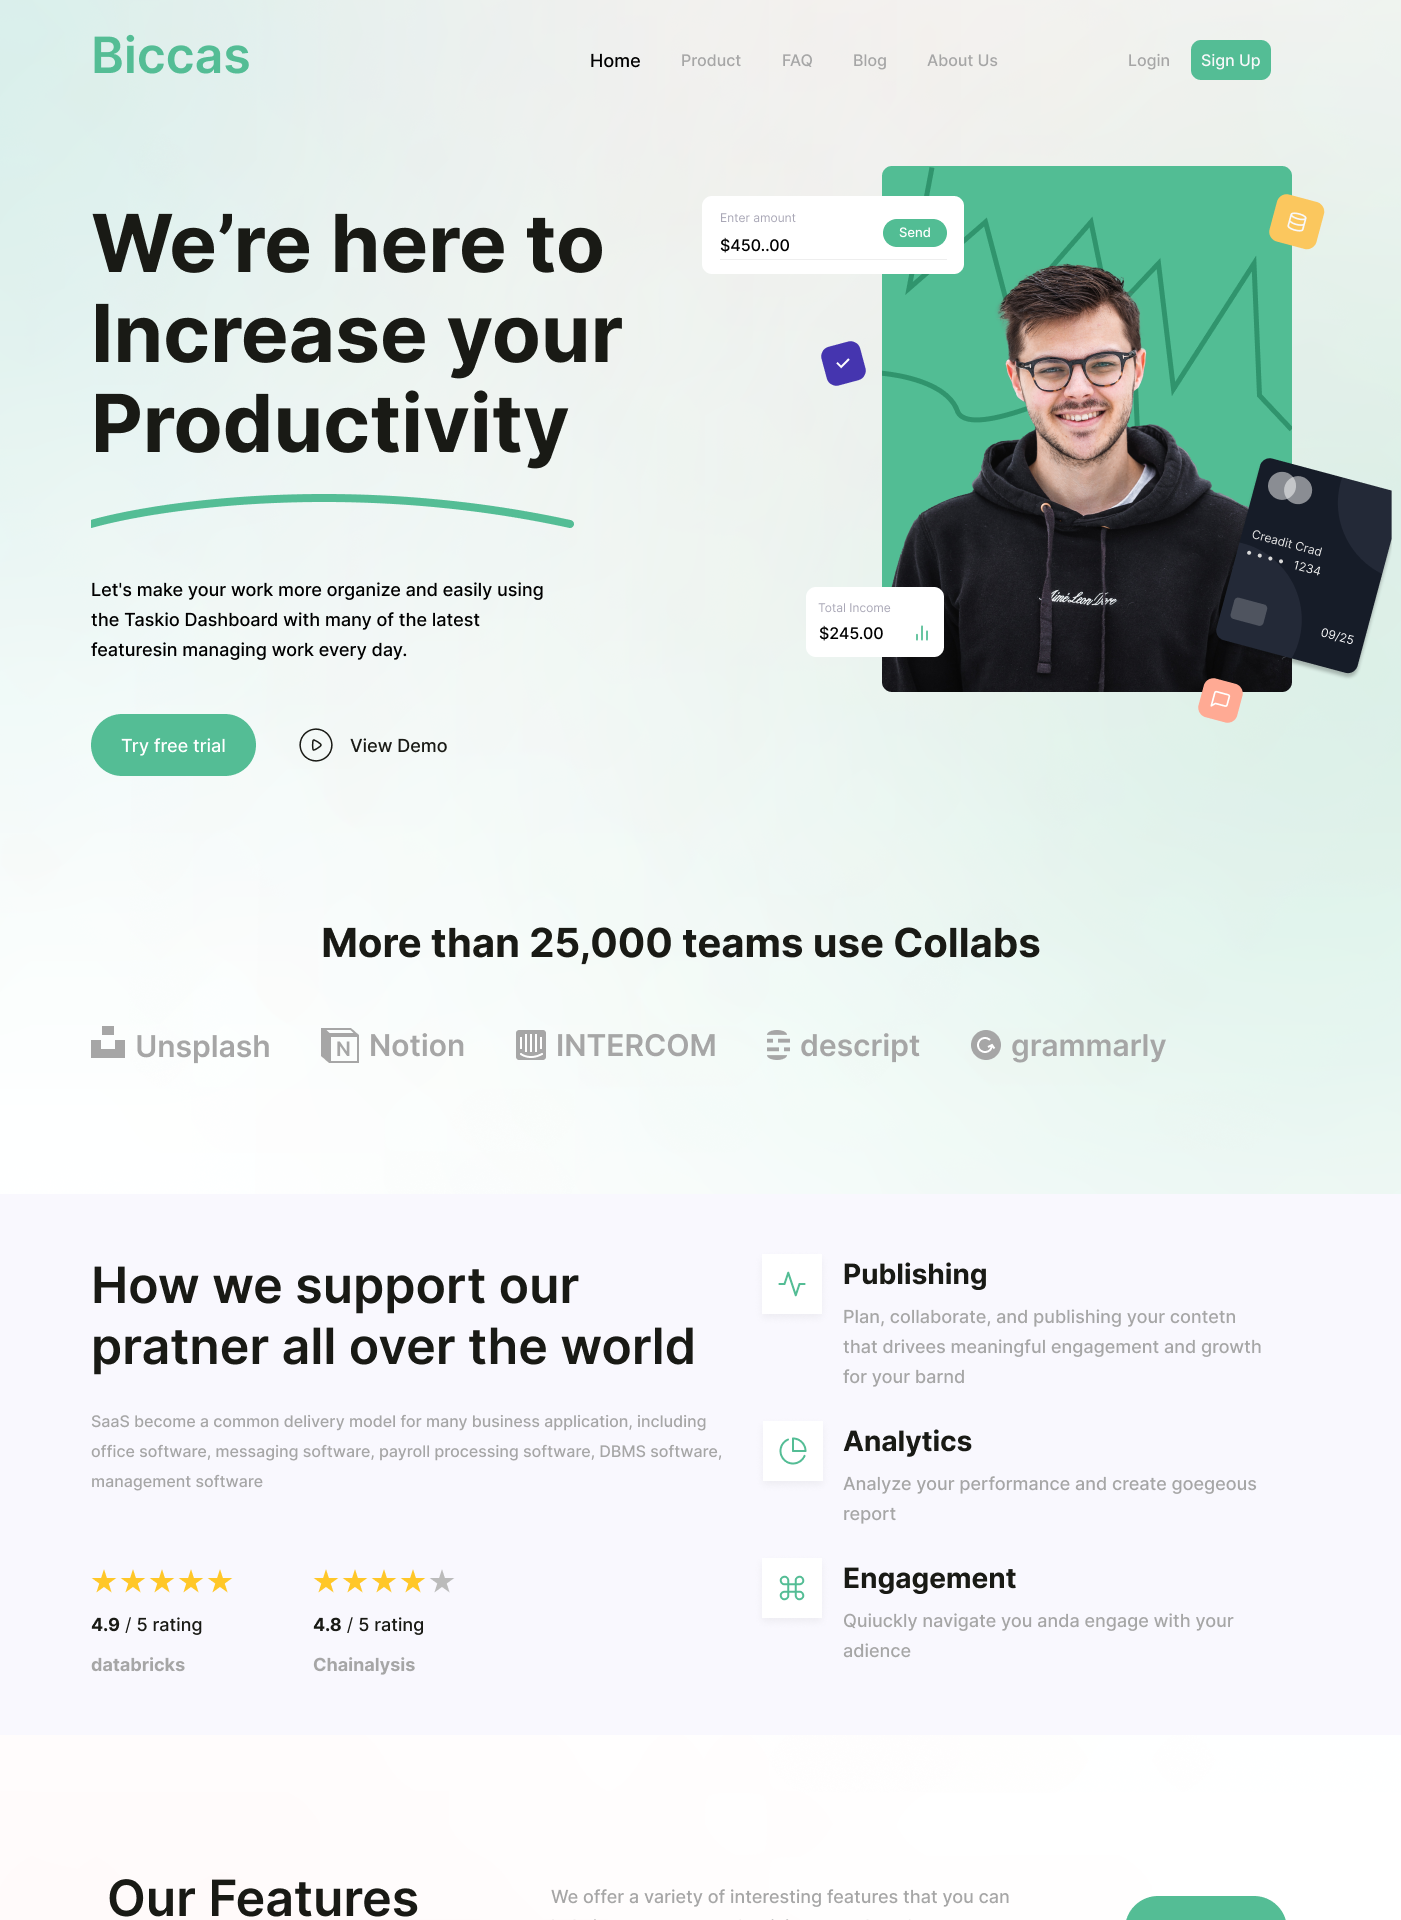 Biccas
Home Product FAQ Blog About Us Login Sign Up
We’re here to
Increase your
Productivity
Let's make your work more organize and easily using
the Taskio Dashboard with many of the latest
featuresin managing work every day.
Try free trial
View Demo
Enter amount
$450..00
Send
Creadit Crad
1234
09/25
Total Income
$245.00
More than 25,000 teams use Collabs
Unsplash Notion INTERCOM descript grammarly
How we support our
pratner all over the world
SaaS become a common delivery model for many business application, including
office software, messaging software, payroll processing software, DBMS software,
management software
4.9 / 5 rating
databricks
4.8 / 5 rating
Chainalysis
Publishing
Plan, collaborate, and publishing your contetn
that drivees meaningful engagement and growth
for your barnd
Analytics
Analyze your performance and create goegeous
report
Engagement
Quiuckly navigate you anda engage with your
adience
Our Features
We offer a variety of interesting features that you can